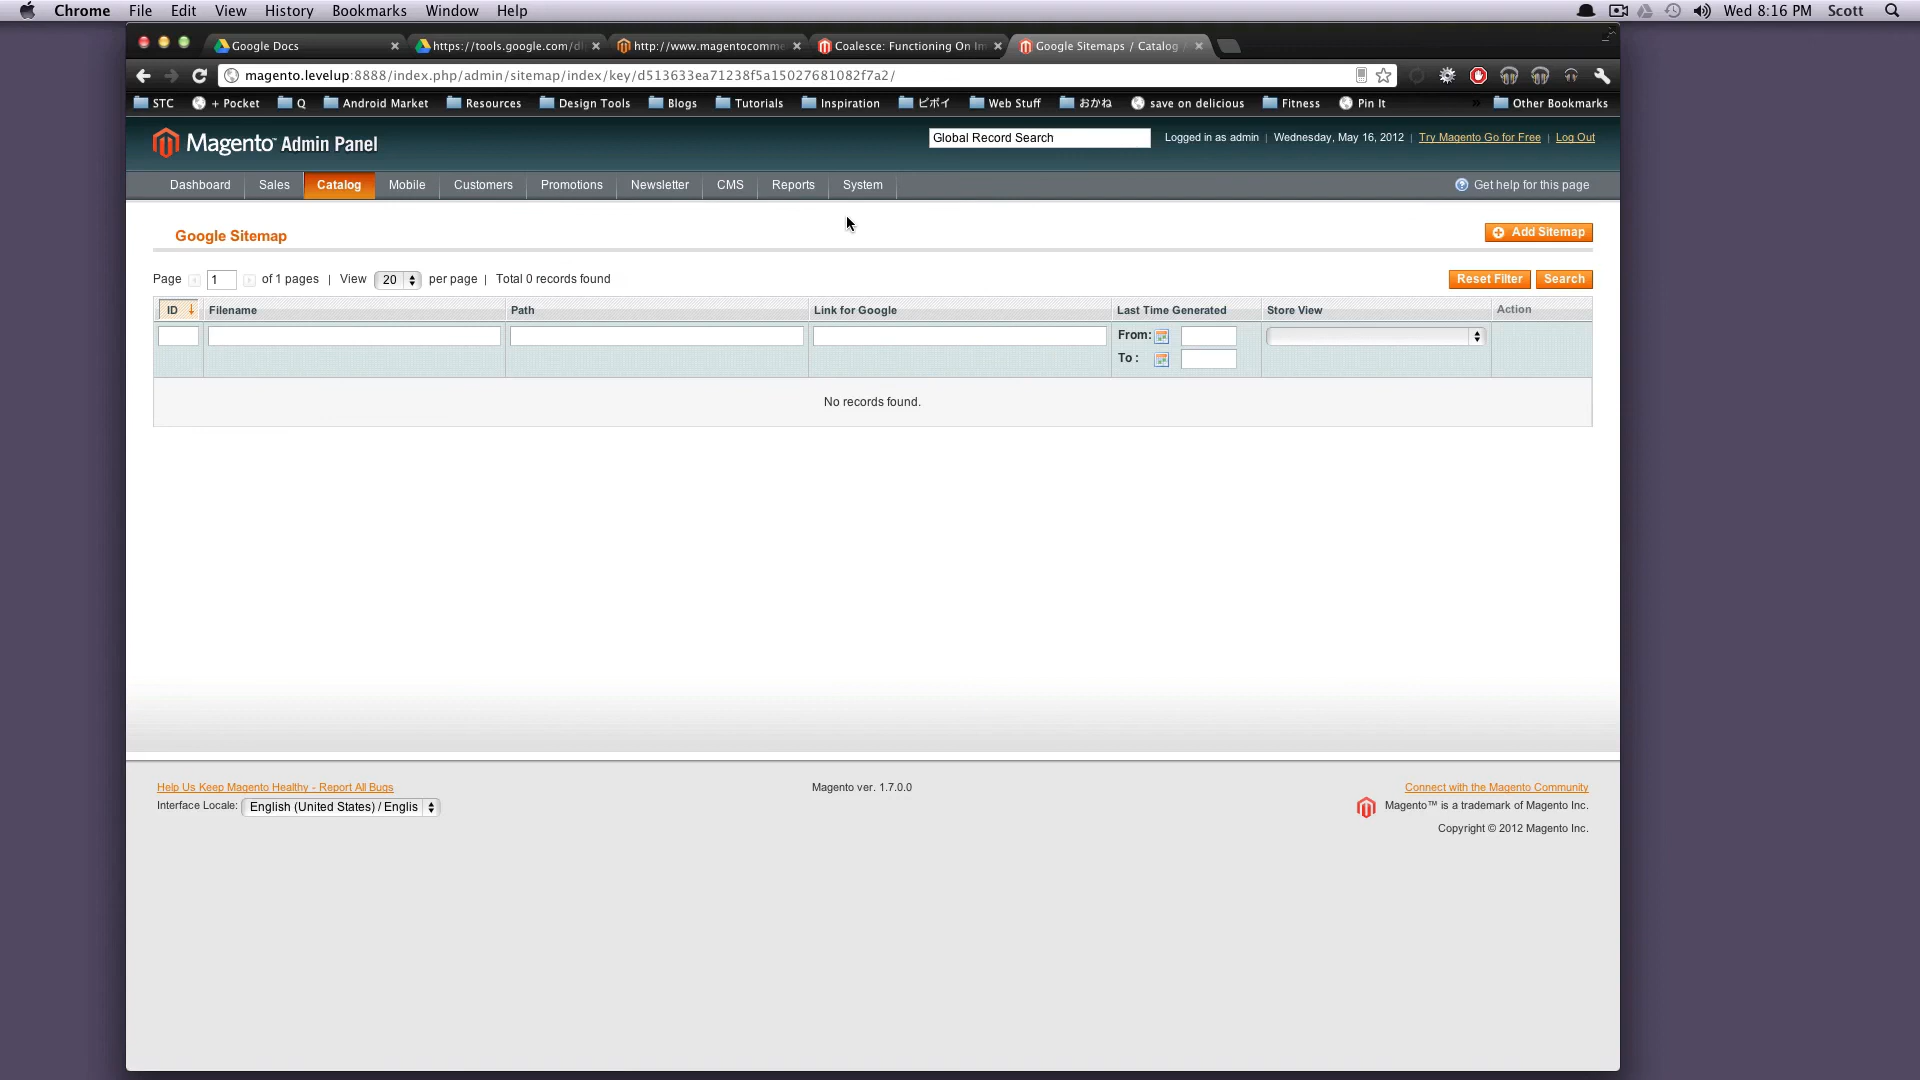 Chrome File Edit View History Bookmarks Window Help Wed 8:16 PM Scott
Google Docs https://tools.google.com/dl http://www.magentocomme Coalesce: Functioning On Im Google Sitemaps / Catalog /
magento.levelup:8888/index.php/admin/sitemap/index/key/d513633ea71238f5a15027681082f7a2/
STC + Pocket Q Android Market Resources Design Tools Blogs Tutorials Inspiration ビボイ Web Stuff おかね save on delicious Fitness Pin It » Other Bookmarks
Magento™ Admin Panel Global Record Search Logged in as admin | Wednesday, May 16, 2012 | Try Magento Go for Free | Log Out
Dashboard Sales Catalog Mobile Customers Promotions Newsletter CMS Reports System Get help for this page
Google Sitemap Add Sitemap
Page 1 of 1 pages | View 20 per page | Total 0 records found Reset Filter Search
ID Filename Path Link for Google Last Time Generated Store View Action
From:
To :
No records found.
Help Us Keep Magento Healthy - Report All Bugs Magento ver. 1.7.0.0 Connect with the Magento Community
Interface Locale: English (United States) / Englis Magento™ is a trademark of Magento Inc.
Copyright © 2012 Magento Inc.